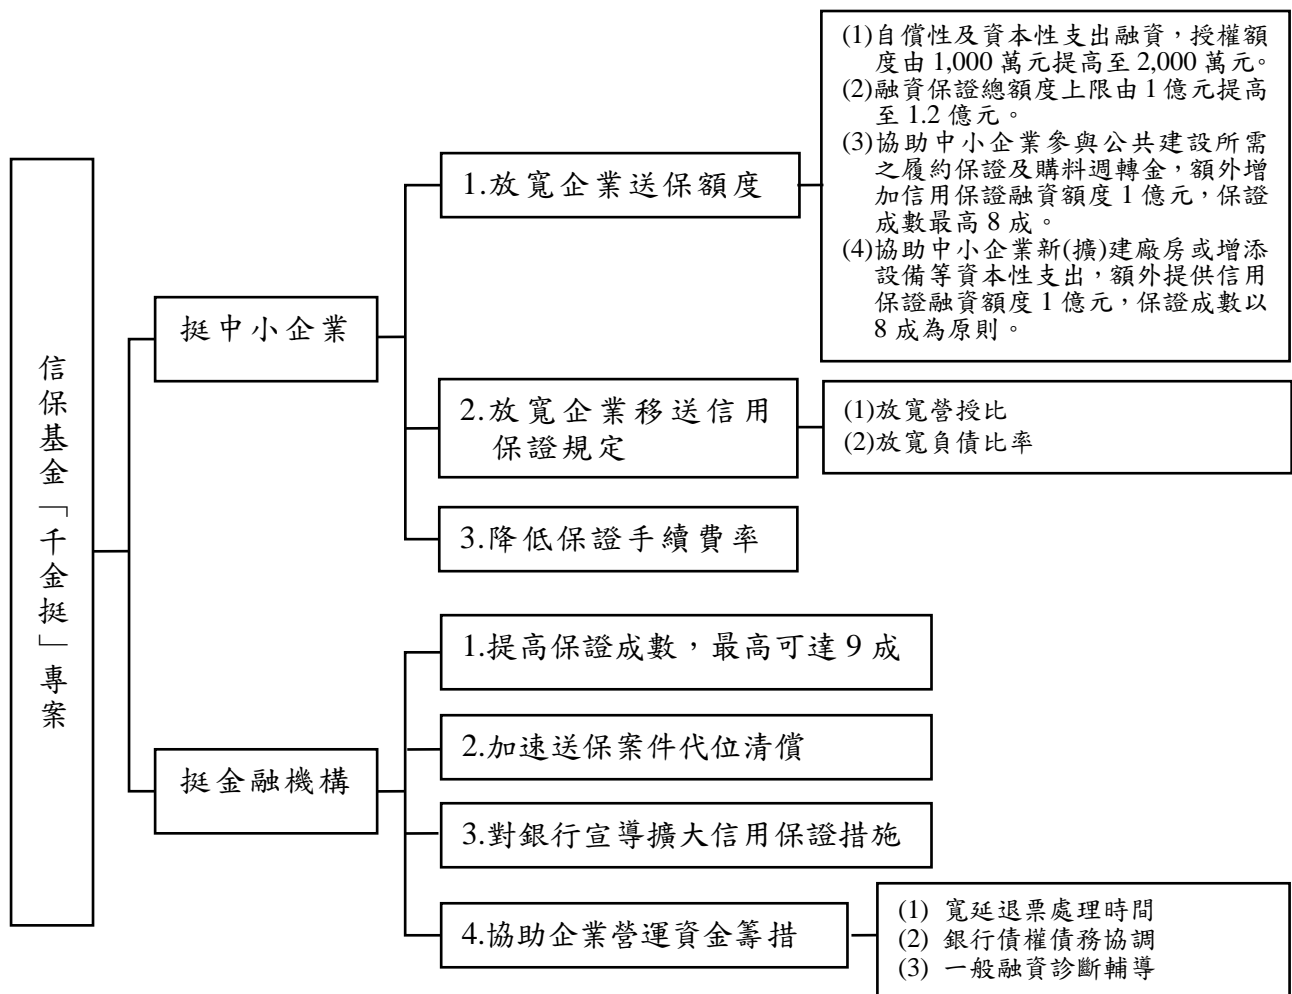 信保基金「千金挺」專案
挺中小企業
1.放寬企業送保額度
(1)自償性及資本性支出融資，授權額
度由 1,000 萬元提高至 2,000 萬元。
(2)融資保證總額度上限由 1 億元提高
至 1.2 億元。
(3)協助中小企業參與公共建設所需
之履約保證及購料週轉金，額外增
加信用保證融資額度 1 億元，保證
成數最高 8 成。
(4)協助中小企業新(擴)建廠房或增添
設備等資本性支出，額外提供信用
保證融資額度 1 億元，保證成數以
8 成為原則。
2.放寬企業移送信用
保證規定
(1)放寬營授比
(2)放寬負債比率
3.降低保證手續費率
挺金融機構
1.提高保證成數，最高可達 9 成
2.加速送保案件代位清償
3.對銀行宣導擴大信用保證措施
4.協助企業營運資金籌措
(1) 寬延退票處理時間
(2) 銀行債權債務協調
(3) 一般融資診斷輔導